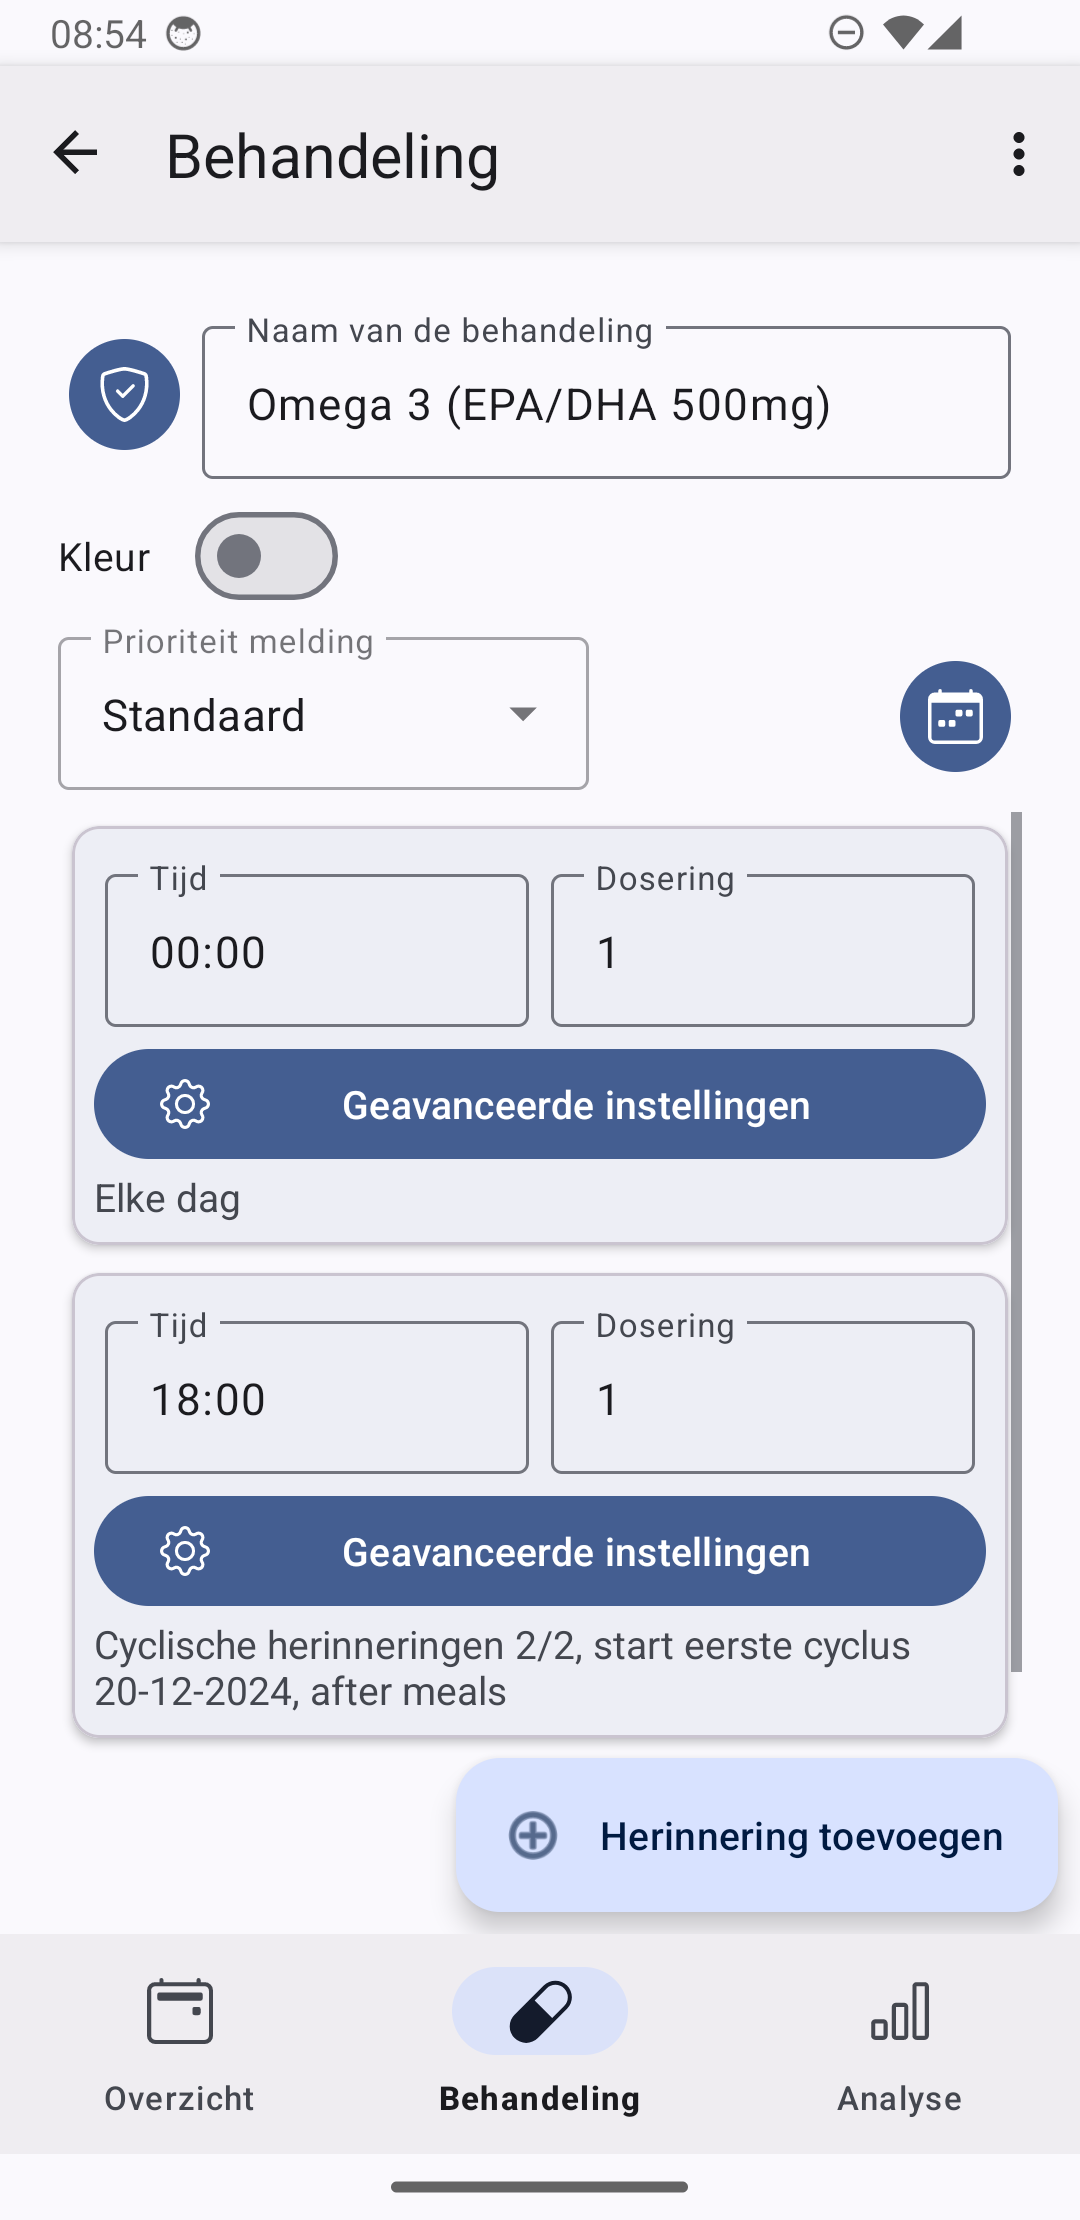 08:54
Behandeling
Naam van de behandeling
Omega 3 (EPA/DHA 500mg)
Kleur
Prioriteit melding
Standaard
Tijd
Dosering
00:00
1
Geavanceerde instellingen
Elke dag
Tijd
Dosering
18:00
1
Geavanceerde instellingen
Cyclische herinneringen 2/2, start eerste cyclus
20-12-2024, after meals
Herinnering toevoegen
Overzicht
Behandeling
Analyse